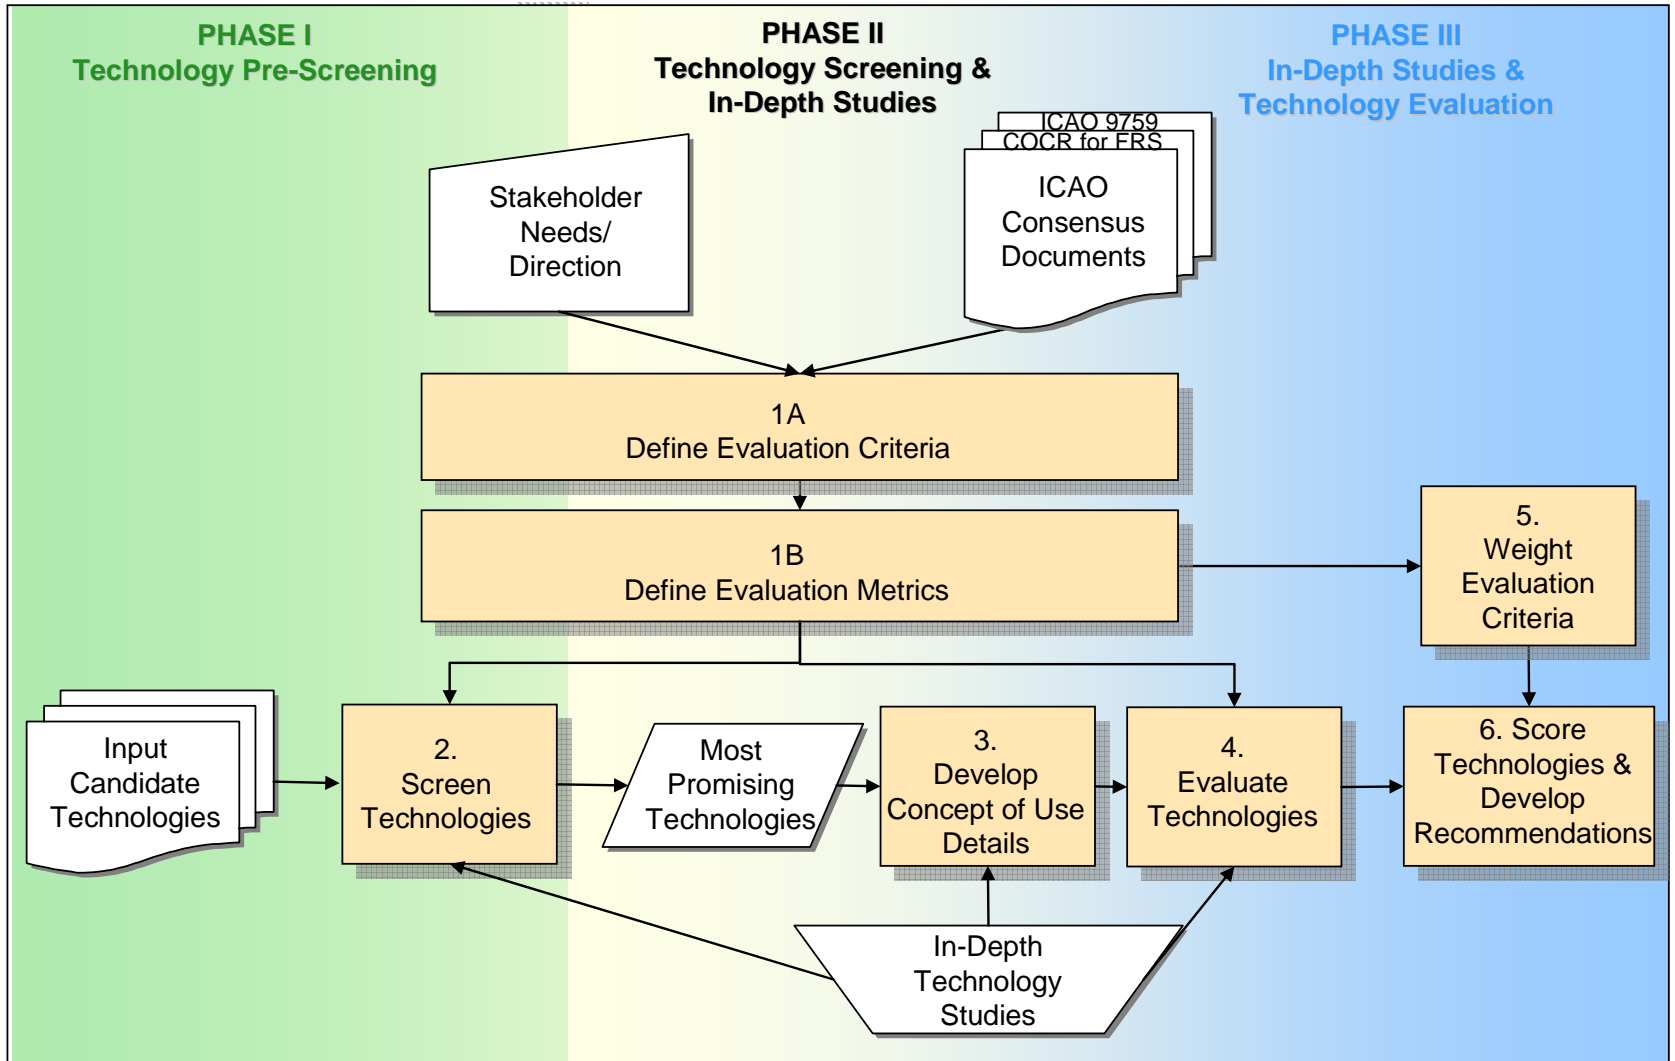 PHASE I
Technology Pre-Screening
PHASE II
Technology Screening &
In-Depth Studies
PHASE III
In-Depth Studies &
Technology Evaluation
Stakeholder
Needs/
Direction
ICAO 9759
COCR for FRS
ICAO
Consensus
Documents
1A
Define Evaluation Criteria
1B
Define Evaluation Metrics
5.
Weight
Evaluation
Criteria
Input
Candidate
Technologies
2.
Screen
Technologies
Most
Promising
Technologies
3.
Develop
Concept of Use
Details
4.
Evaluate
Technologies
6. Score
Technologies &
Develop
Recommendations
In-Depth
Technology
Studies